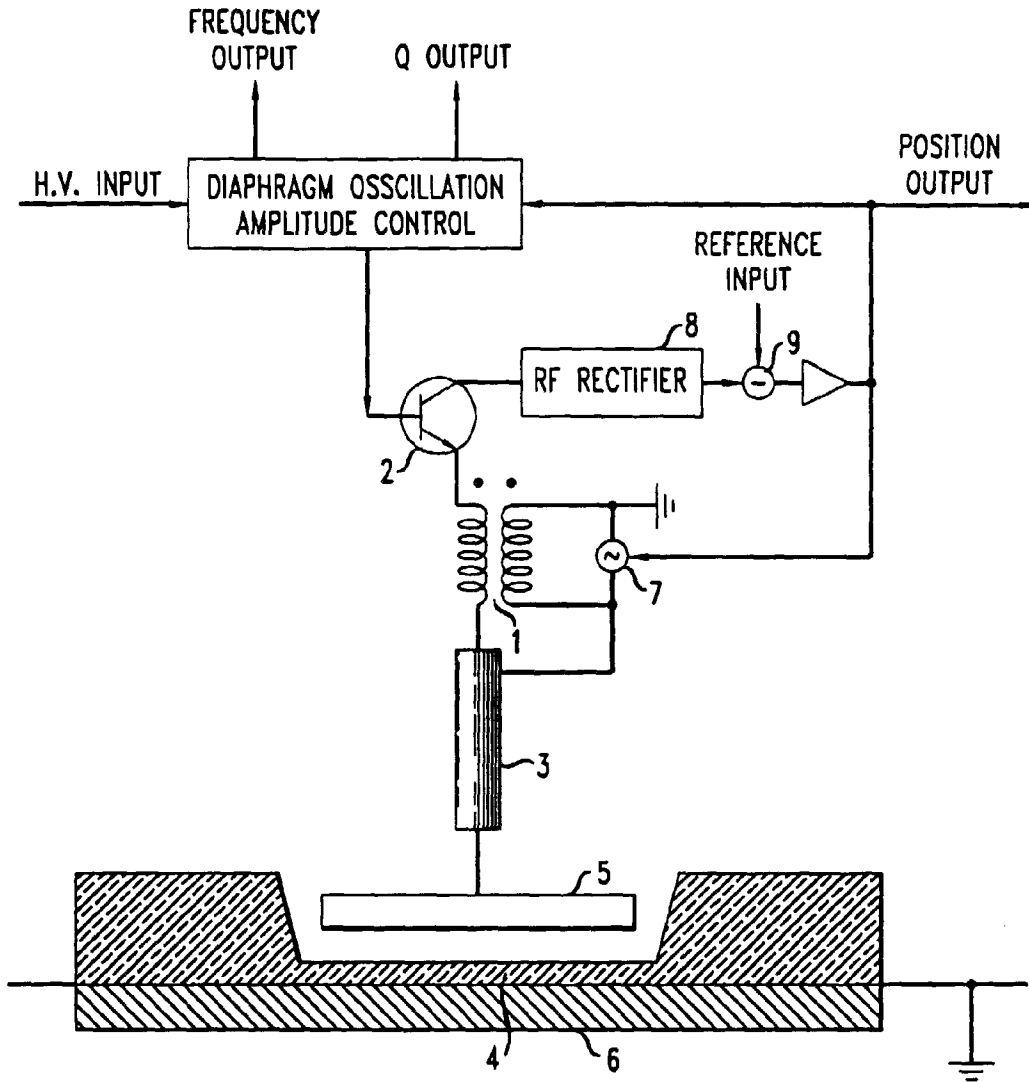 FREQUENCY
OUTPUT
Q OUTPUT
H.V. INPUT
DIAPHRAGM OSSCILLATION
AMPLITUDE CONTROL
POSITION
OUTPUT
REFERENCE
INPUT
8
9
RF RECTIFIER
−
2
~
7
1
3
5
4
6